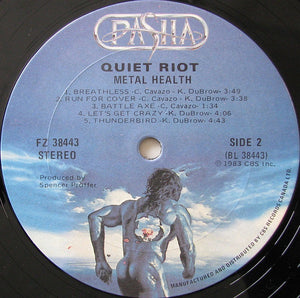 PASHA
QUIET RIOT
METAL HEALTH
1. BREATHLESS -C. Cavazo - K. DuBrow- 3:49
2. RUN FOR COVER -C. Cavazo - K. DuBrow- 3:38
3. BATTLE AXE -C. Cavazo- 1:34
4. LET'S GET CRAZY -C. Cavazo - K. DuBrow- 4:06
5. THUNDERBIRD -K. DuBrow- 4:43
FZ 38443
STEREO
SIDE 2
(BL 38443)
℗ 1983 CBS Inc.
Produced by
Spencer Proffer
MANUFACTURED AND DISTRIBUTED BY CBS RECORDS CANADA LTD.